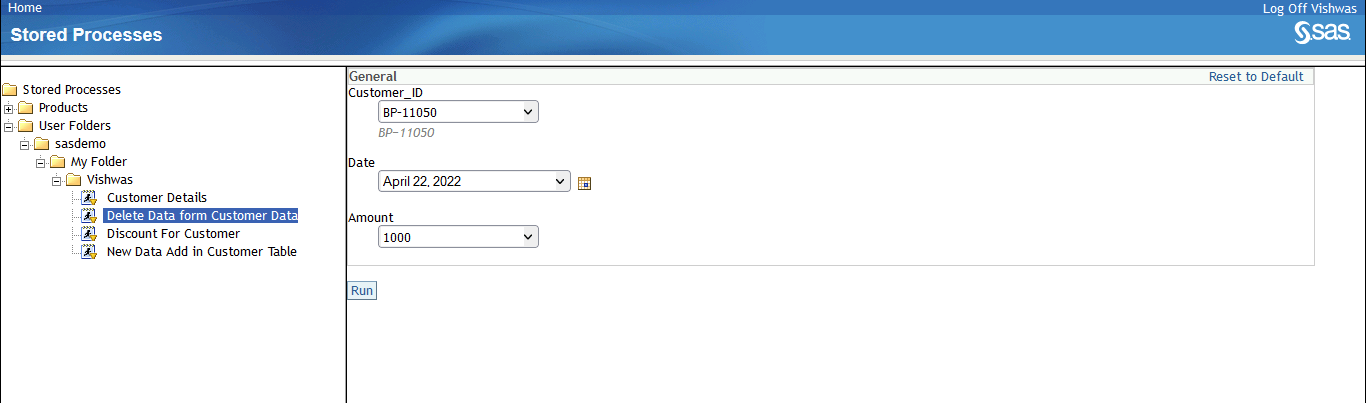 Home
Log Off Vishwas
Stored Processes
sas
Stored Processes
Products
User Folders
sasdemo
My Folder
Vishwas
Customer Details
Delete Data form Customer Data
Discount For Customer
New Data Add in Customer Table
General
Reset to Default
Customer_ID
BP-11050
BP-11050
Date
April 22, 2022
Amount
1000
Run